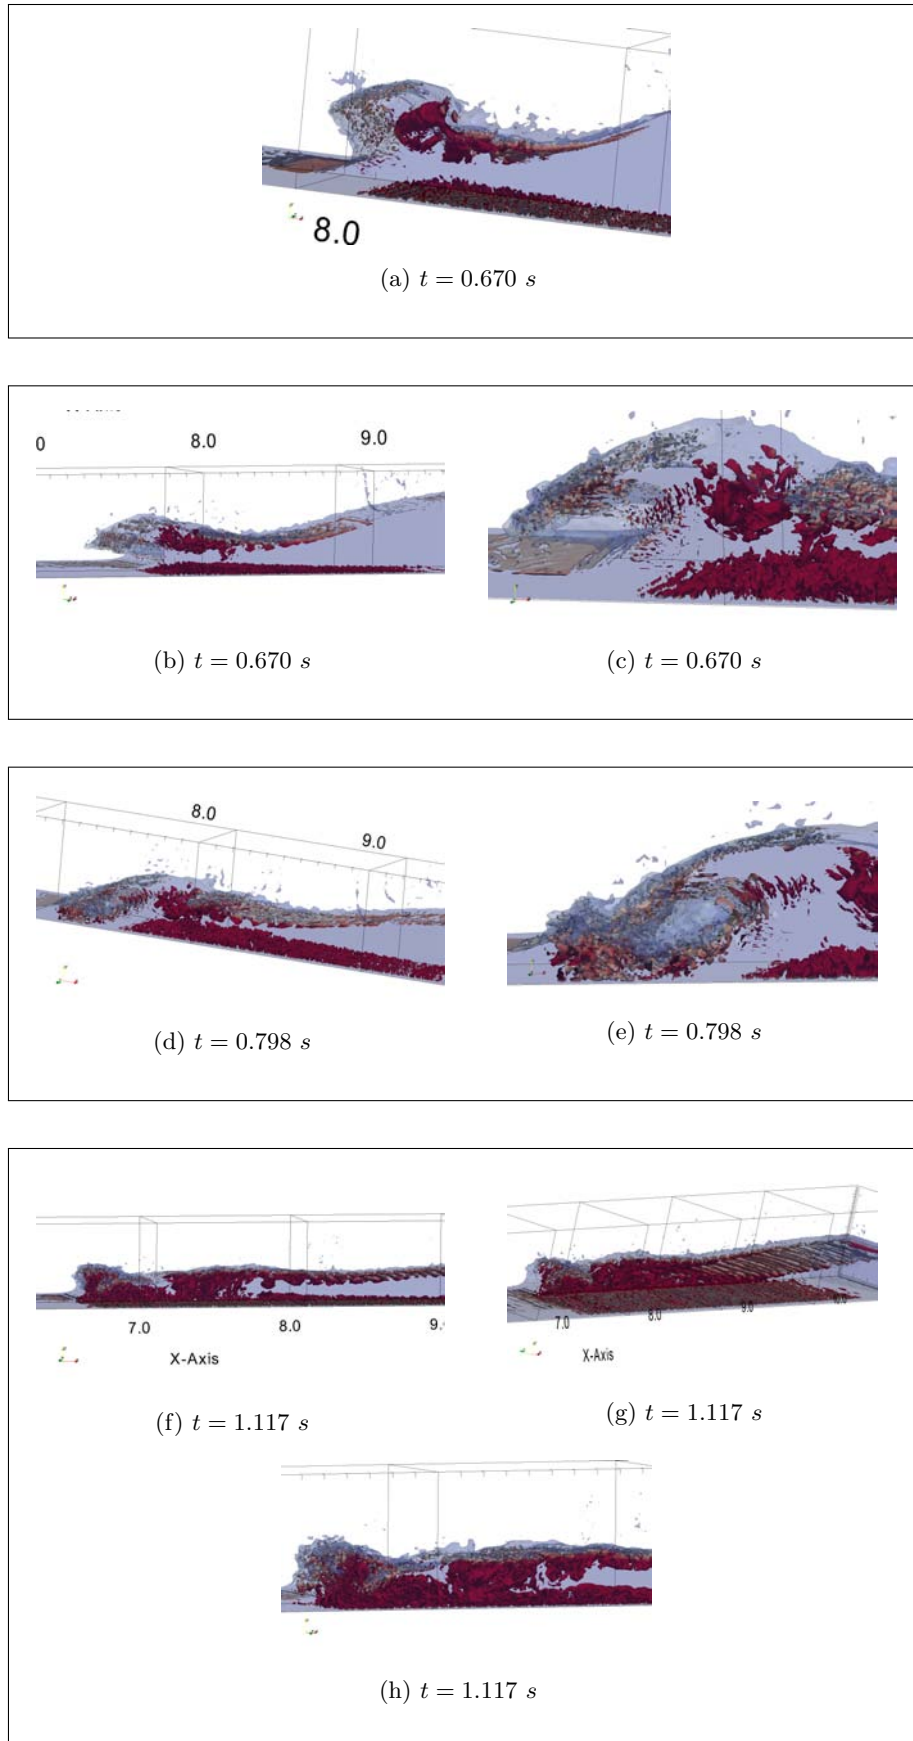 8.0
(a) t = 0.670 s
0 8.0 9.0
(b) t = 0.670 s
(c) t = 0.670 s
8.0
9.0
(d) t = 0.798 s
(e) t = 0.798 s
7.0 8.0 9.
X-Axis
(f) t = 1.117 s
7.0 8.0 9.0
X-Axis
(g) t = 1.117 s
(h) t = 1.117 s